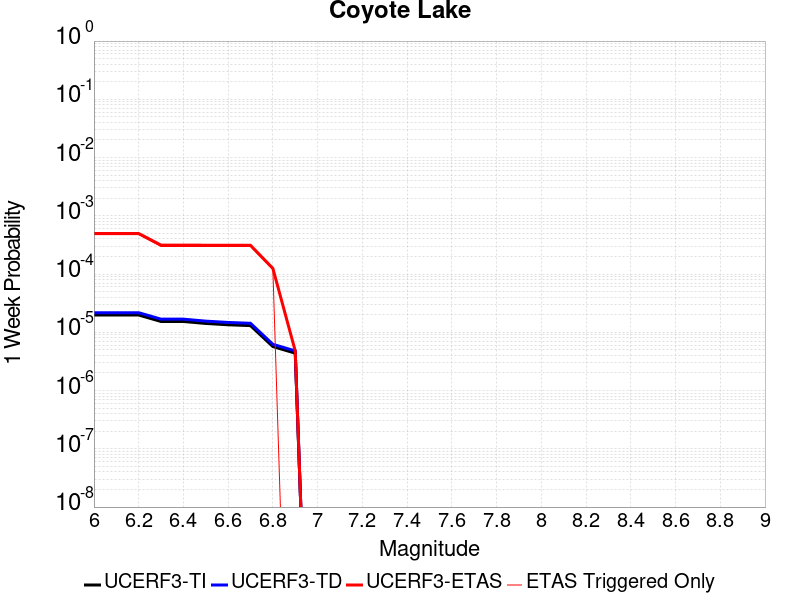 Coyote Lake
1 Week Probability
10^0
10^-1
10^-2
10^-3
10^-4
10^-5
10^-6
10^-7
10^-8
6 6.2 6.4 6.6 6.8 7 7.2 7.4 7.6 7.8 8 8.2 8.4 8.6 8.8 9
Magnitude
UCERF3-TI UCERF3-TD UCERF3-ETAS ETAS Triggered Only